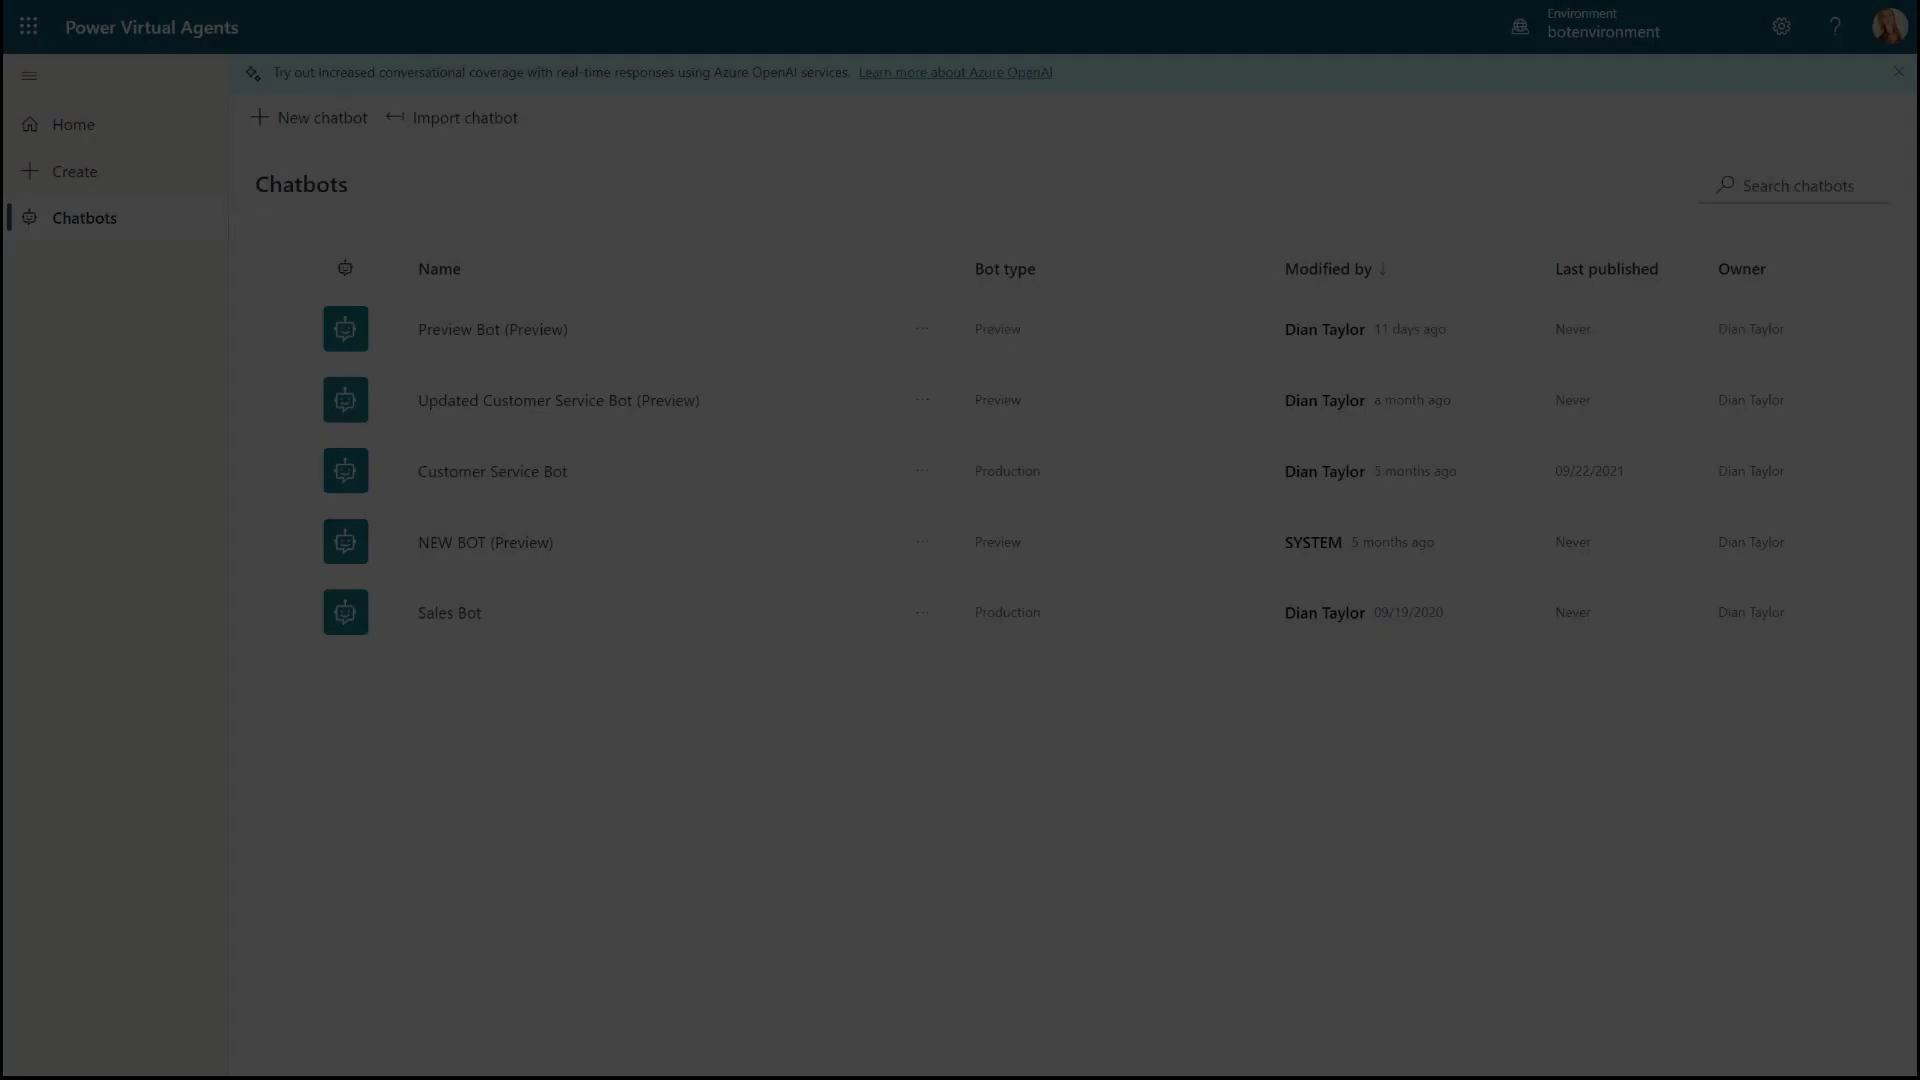 Power Virtual Agents
Environment
botenvironment
Try out increased conversational coverage with real-time responses using Azure OpenAI services. Learn more about Azure OpenAI
Home
Create
Chatbots
New chatbot
Import chatbot
Chatbots
Search chatbots
Name Bot type Modified by Last published Owner
Preview Bot (Preview) Preview Dian Taylor 11 days ago Never Dian Taylor
Updated Customer Service Bot (Preview) Preview Dian Taylor a month ago Never Dian Taylor
Customer Service Bot Production Dian Taylor 5 months ago 09/22/2021 Dian Taylor
NEW BOT (Preview) Preview SYSTEM 5 months ago Never Dian Taylor
Sales Bot Production Dian Taylor 09/19/2020 Never Dian Taylor